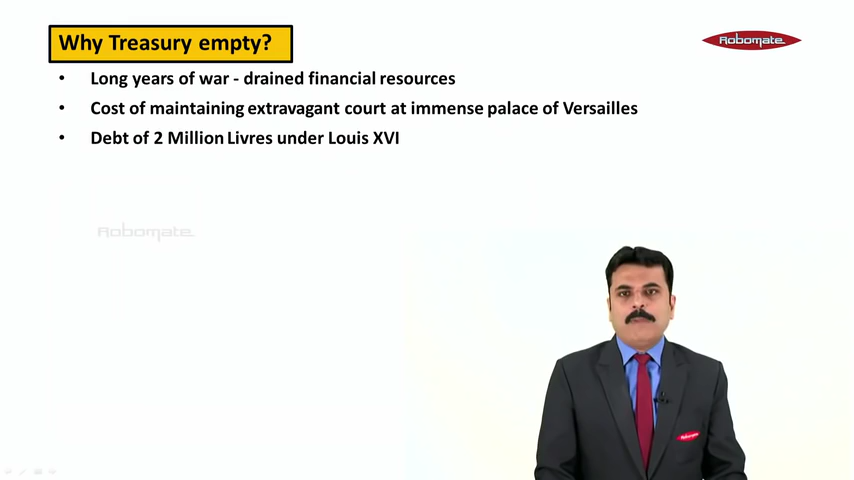 Why Treasury empty?
Robomate
• Long years of war - drained financial resources
• Cost of maintaining extravagant court at immense palace of Versailles
• Debt of 2 Million Livres under Louis XVI
Robomate
Robomate